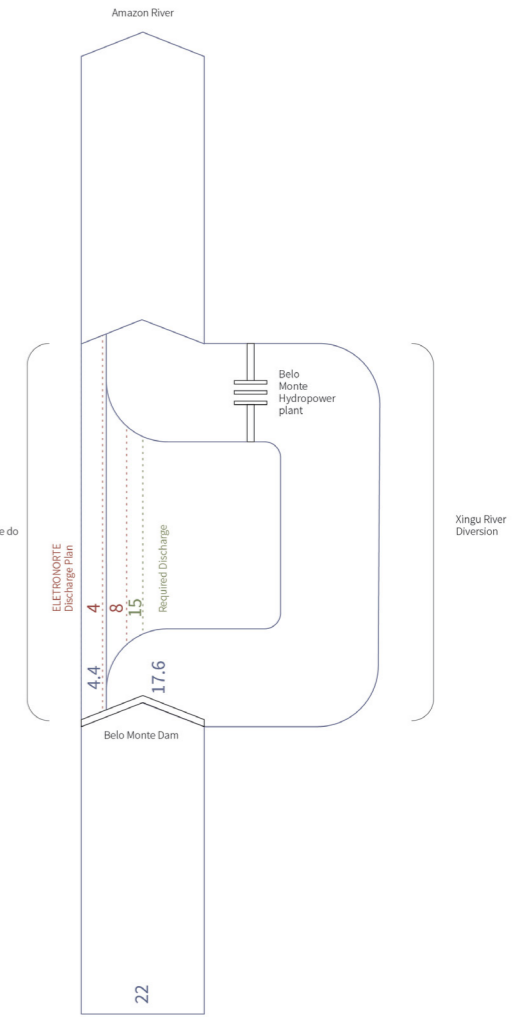 Amazon River
Belo
Monte
Hydropower
plant
e do
Xingu River
Diversion
ELETRONORTE
Discharge Plan
4
8
15
Required Discharge
4.4
17.6
Belo Monte Dam
22